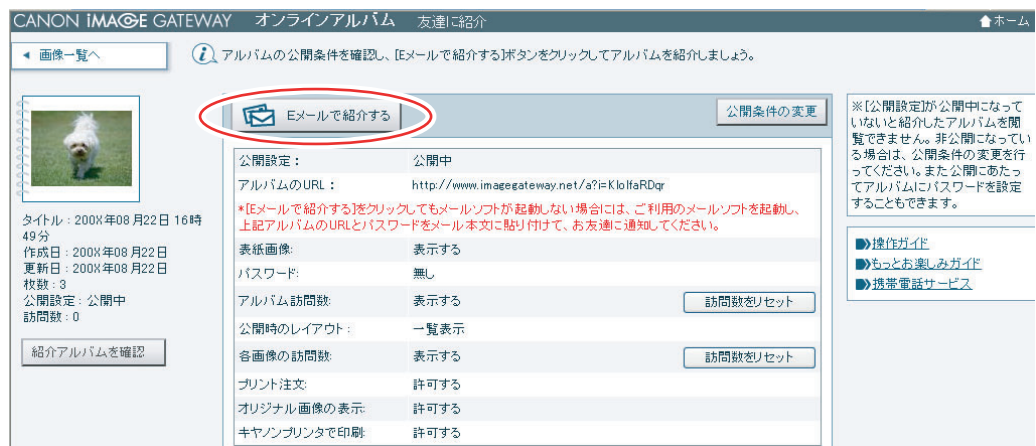 CANON iMAGE GATEWAY オンラインアルバム 友達に紹介
ホーム
画像一覧へ
アルバムの公開条件を確認し、[Eメールで紹介する]ボタンをクリックしてアルバムを紹介しましょう。
Eメールで紹介する
公開条件の変更
タイトル:200X年08月22日 16時
49分
作成日:200X年08月22日
更新日:200X年08月22日
枚数:3
公開設定:公開中
訪問数:0
紹介アルバムを確認
公開設定: 公開中
アルバムのURL: http://www.imagegateway.net/a?i=KlolfaRDqr
*[Eメールで紹介する]をクリックしてもメールソフトが起動しない場合には、ご利用のメールソフトを起動し、
上記アルバムのURLとパスワードをメール本文に貼り付けて、お友達に通知してください。
表紙画像: 表示する
パスワード: 無し
アルバム訪問数: 表示する 訪問数をリセット
公開時のレイアウト: 一覧表示
各画像の訪問数: 表示する 訪問数をリセット
プリント注文: 許可する
オリジナル画像の表示: 許可する
キヤノンプリンタで印刷: 許可する
※[公開設定]が公開中になって
いないと紹介したアルバムを閲
覧できません。非公開になってい
る場合は、公開条件の変更を行
ってください。また公開にあたっ
てアルバムにパスワードを設定
することもできます。
操作ガイド
もっとお楽しみガイド
携帯電話サービス